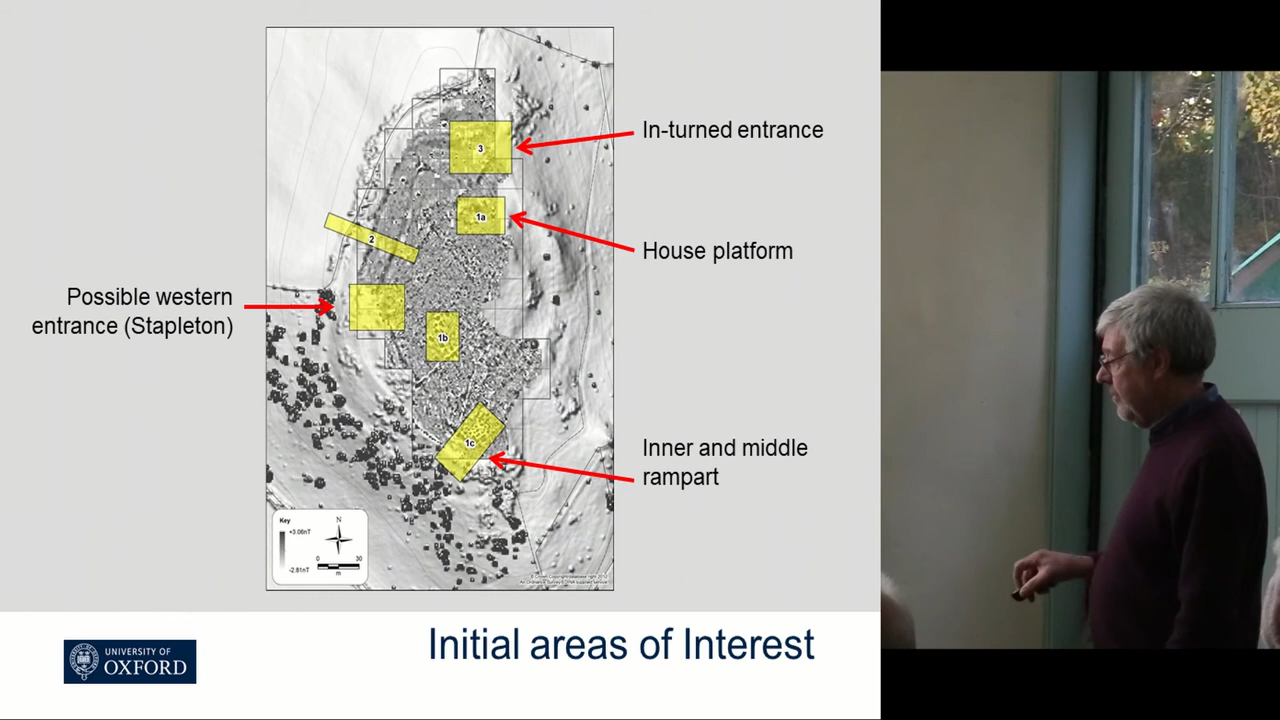 In-turned entrance
3
1a
House platform
2
Possible western
entrance (Stapleton)
1b
Inner and middle
rampart
1c
Key
+3.06nT
-2.81nT
N
0 30
m
Initial areas of Interest
UNIVERSITY OF
OXFORD